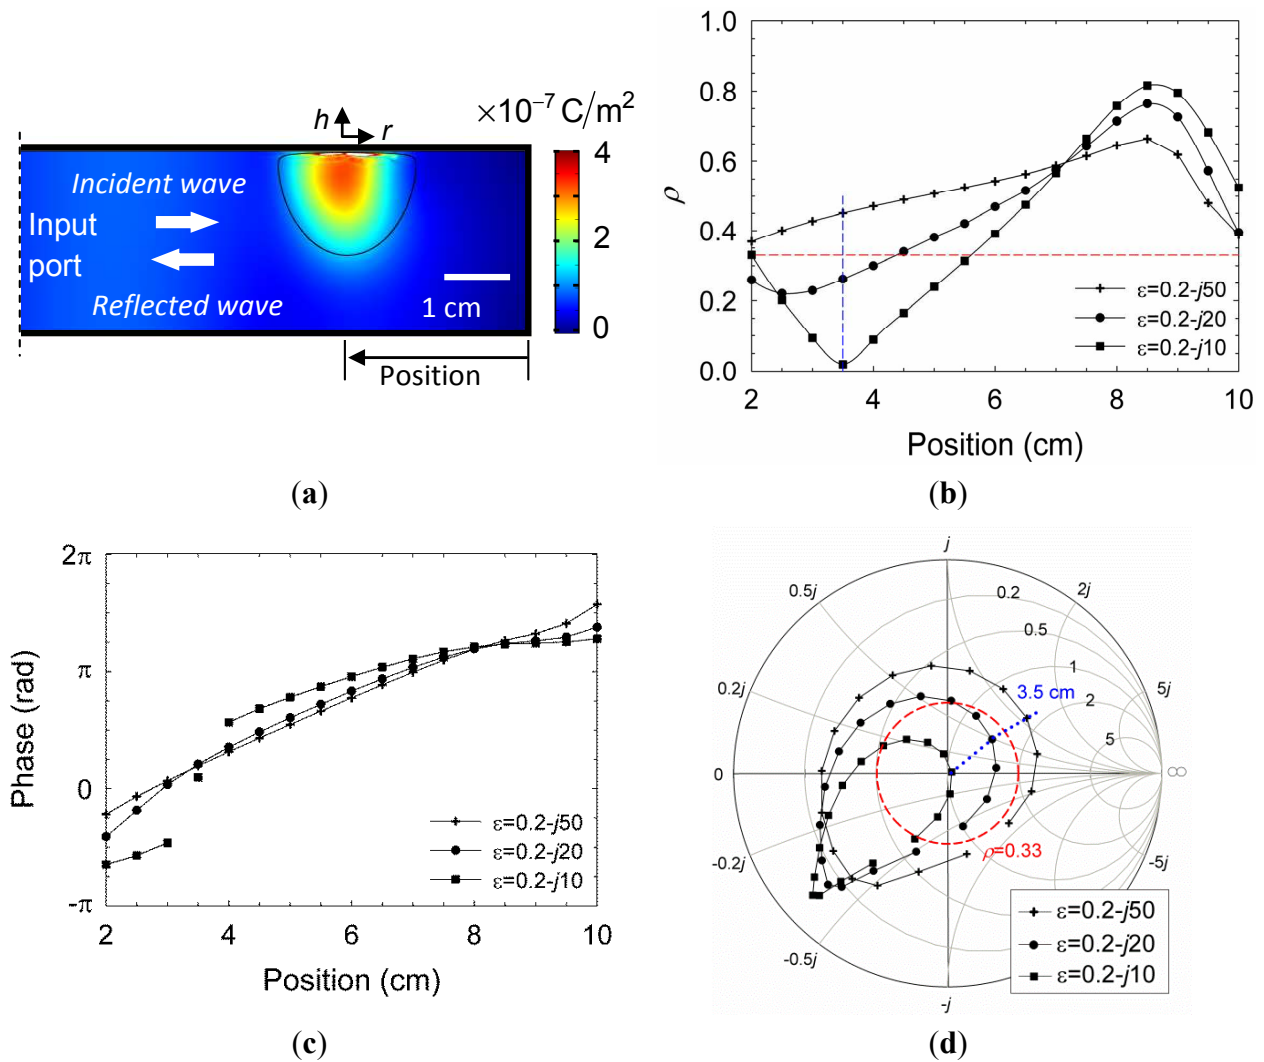 h
r
×10⁻⁷ C/m²
Incident wave
Input
port
Reflected wave
1 cm
4
2
0
Position
(a)
1.0
0.8
0.6
0.4
0.2
0.0
ρ
ε=0.2-j50
ε=0.2-j20
ε=0.2-j10
2 4 6 8 10
Position (cm)
(b)
2π
π
0
-π
Phase (rad)
ε=0.2-j50
ε=0.2-j20
ε=0.2-j10
2 4 6 8 10
Position (cm)
(c)
j
0.5j
0.2
2j
0.5
1
0.2j
3.5 cm
2
5j
5
0
∞
-0.2j
ρ=0.33
-5j
-0.5j
-j
ε=0.2-j50
ε=0.2-j20
ε=0.2-j10
(d)